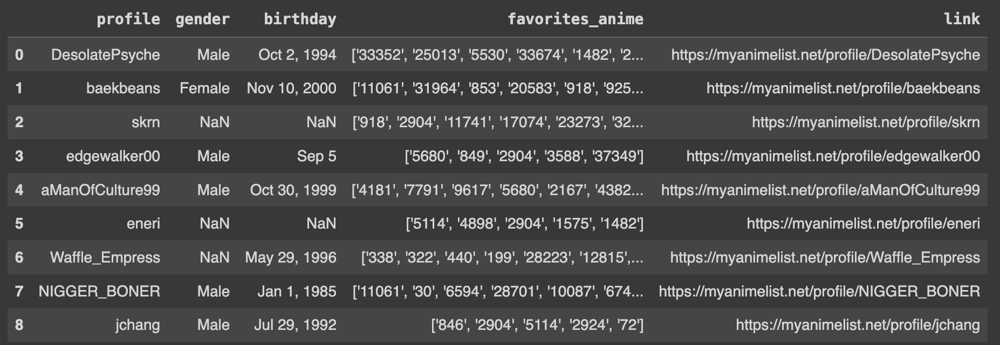 profile gender birthday favorites_anime link
0 DesolatePsyche Male Oct 2, 1994 ['33352', '25013', '5530', '33674', '1482', '2... https://myanimelist.net/profile/DesolatePsyche
1 baekbeans Female Nov 10, 2000 ['11061', '31964', '853', '20583', '918', '925... https://myanimelist.net/profile/baekbeans
2 skrn NaN NaN ['918', '2904', '11741', '17074', '23273', '32... https://myanimelist.net/profile/skrn
3 edgewalker00 Male Sep 5 ['5680', '849', '2904', '3588', '37349'] https://myanimelist.net/profile/edgewalker00
4 aManOfCulture99 Male Oct 30, 1999 ['4181', '7791', '9617', '5680', '2167', '4382... https://myanimelist.net/profile/aManOfCulture99
5 eneri NaN NaN ['5114', '4898', '2904', '1575', '1482'] https://myanimelist.net/profile/eneri
6 Waffle_Empress NaN May 29, 1996 ['338', '322', '440', '199', '28223', '12815',... https://myanimelist.net/profile/Waffle_Empress
7 NIGGER_BONER Male Jan 1, 1985 ['11061', '30', '6594', '28701', '10087', '674... https://myanimelist.net/profile/NIGGER_BONER
8 jchang Male Jul 29, 1992 ['846', '2904', '5114', '2924', '72'] https://myanimelist.net/profile/jchang